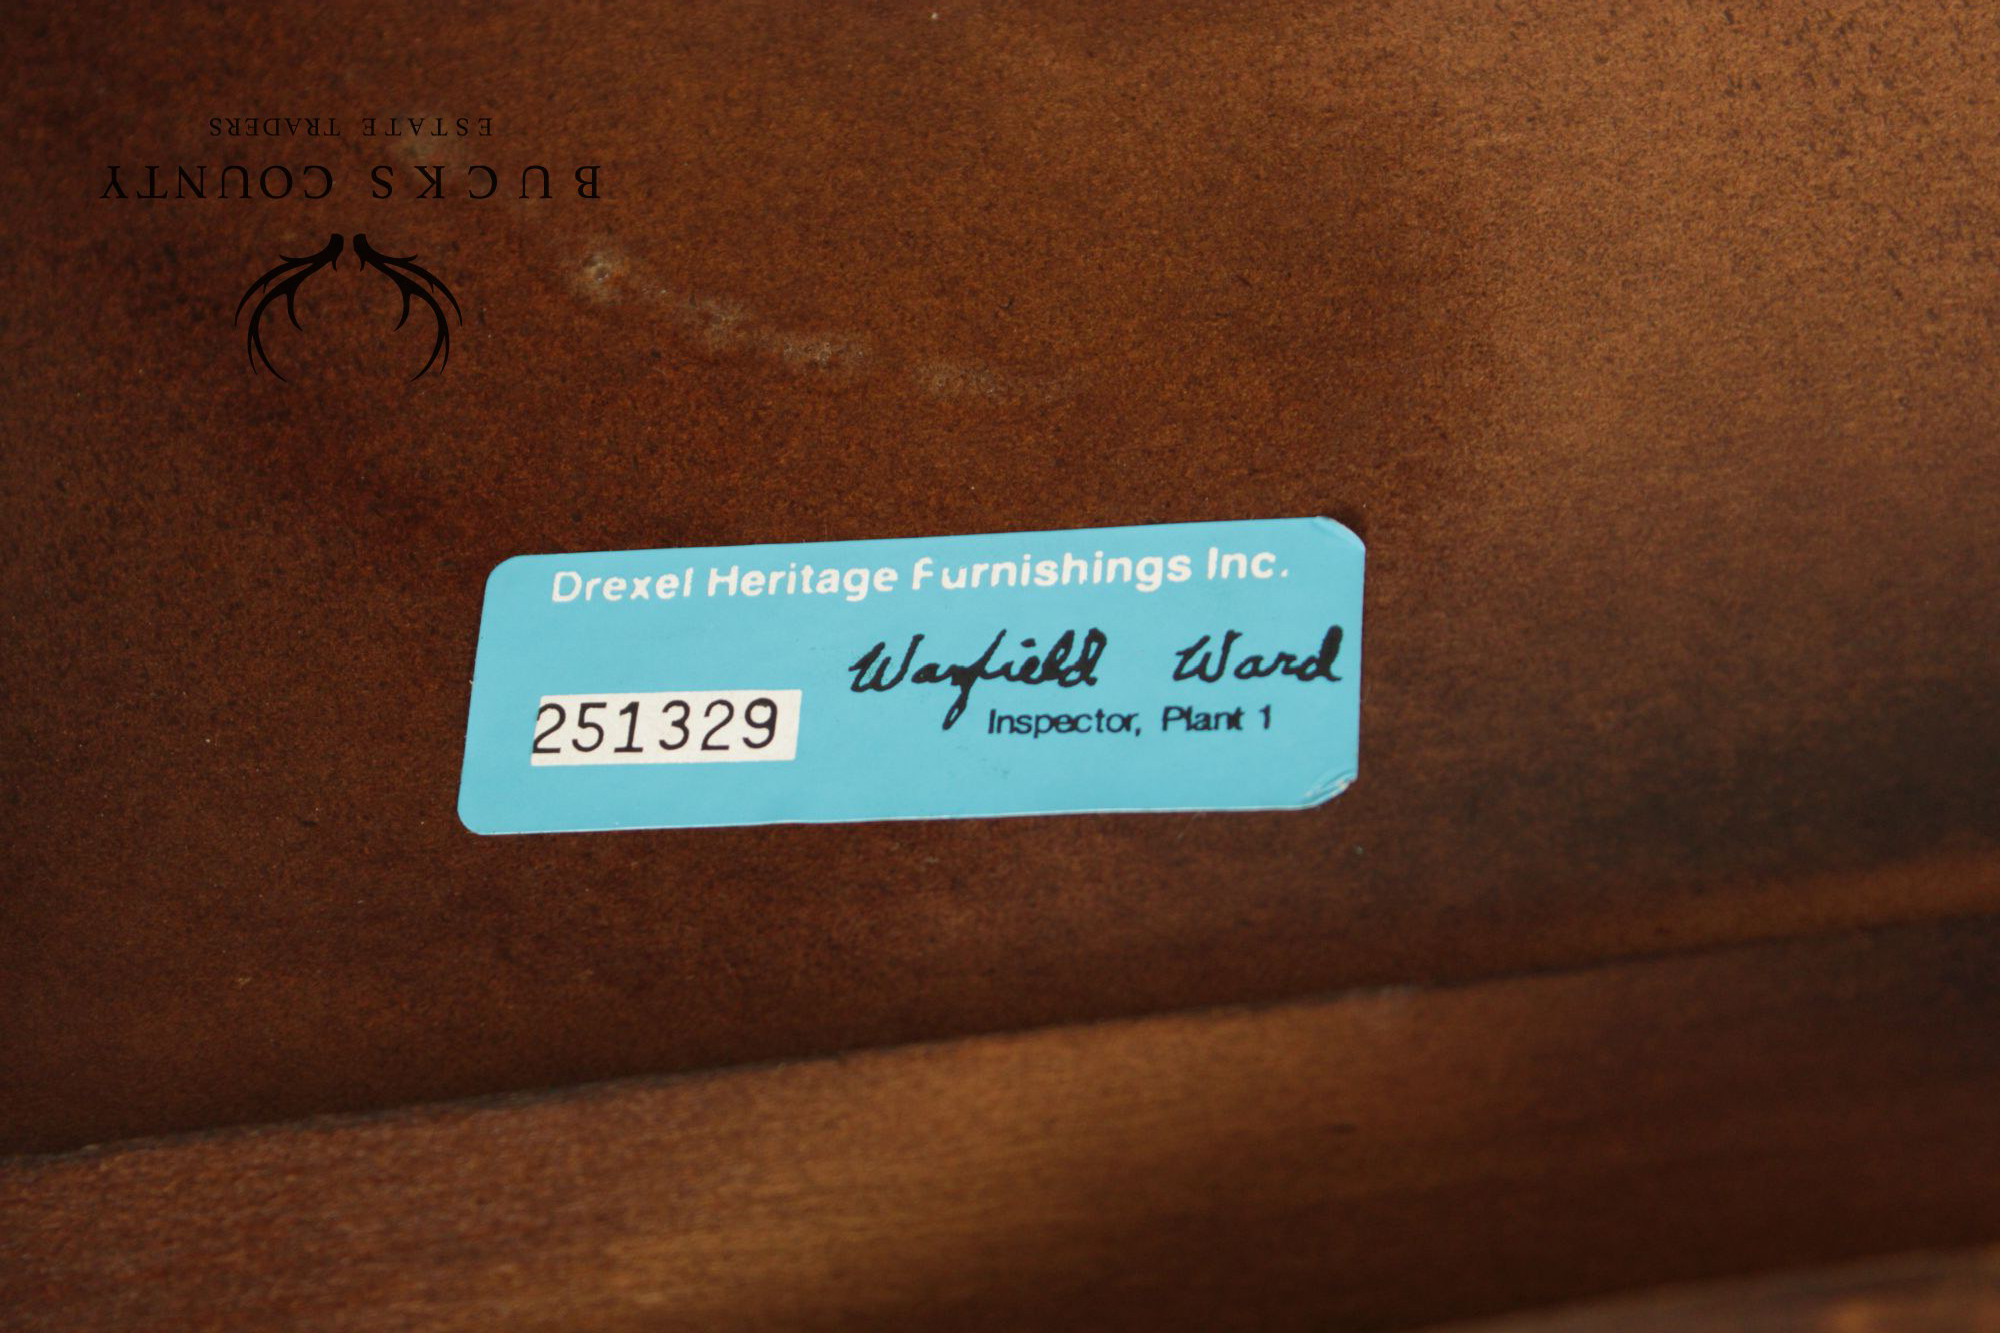 BUCKS COUNTY
ESTATE TRADERS
Drexel Heritage Furnishings Inc.
Warfield Ward
251329
Inspector, Plant 1